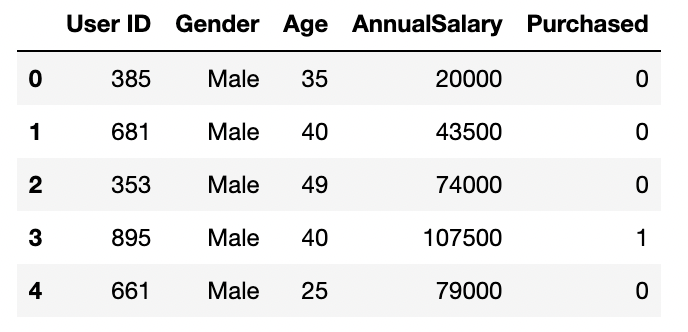 User ID Gender Age AnnualSalary Purchased
0 385 Male 35 20000 0
1 681 Male 40 43500 0
2 353 Male 49 74000 0
3 895 Male 40 107500 1
4 661 Male 25 79000 0